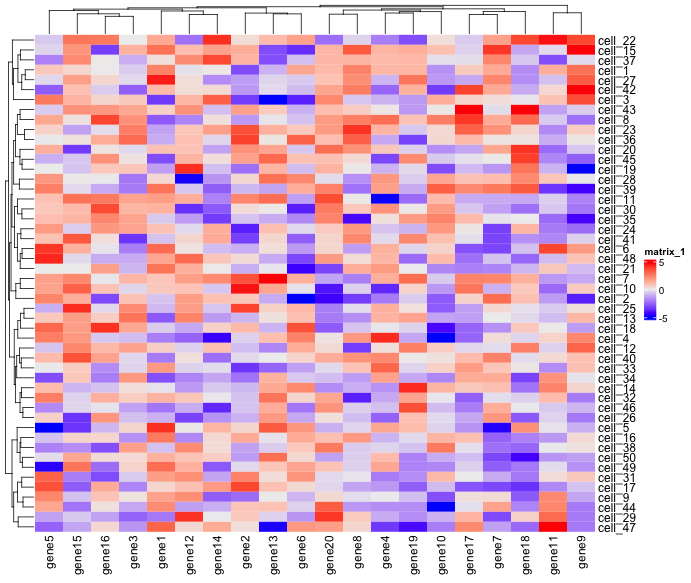 cell_22
cell_15
cell_37
cell_1
cell_27
cell_42
cell_3
cell_43
cell_8
cell_23
cell_36
cell_20
cell_45
cell_19
cell_28
cell_39
cell_11
cell_30
cell_35
cell_24
cell_41
cell_6
cell_48
cell_21
cell_7
cell_10
cell_2
cell_25
cell_13
cell_18
cell_4
cell_12
cell_40
cell_33
cell_34
cell_14
cell_32
cell_46
cell_26
cell_5
cell_16
cell_38
cell_50
cell_49
cell_31
cell_17
cell_9
cell_44
cell_29
cell_47
matrix_1
5
0
-5
gene5
gene15
gene16
gene3
gene1
gene12
gene14
gene2
gene13
gene6
gene20
gene8
gene4
gene19
gene10
gene17
gene7
gene18
gene11
gene9